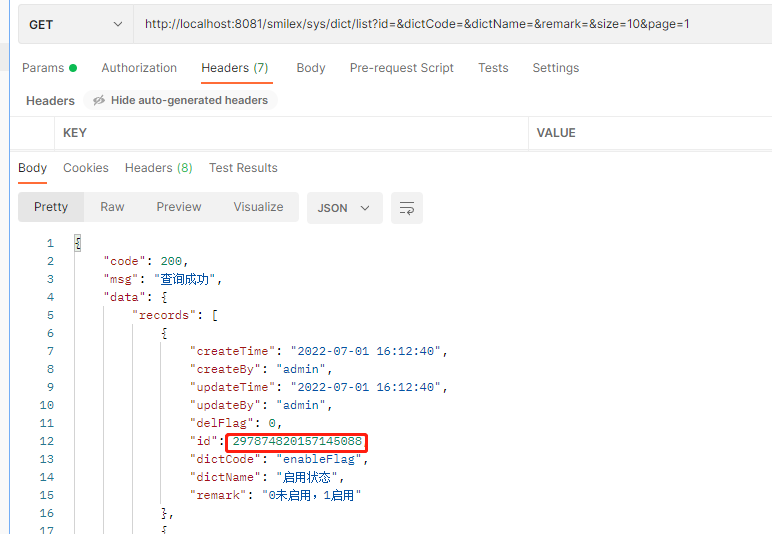 GET http://localhost:8081/smilex/sys/dict/list?id=&dictCode=&dictName=&remark=&size=10&page=1
Params Authorization Headers (7) Body Pre-request Script Tests Settings
Headers Hide auto-generated headers
KEY VALUE
Body Cookies Headers (8) Test Results
Pretty Raw Preview Visualize JSON
1 {
2 "code": 200,
3 "msg": "查询成功",
4 "data": {
5 "records": [
6 {
7 "createTime": "2022-07-01 16:12:40",
8 "createBy": "admin",
9 "updateTime": "2022-07-01 16:12:40",
10 "updateBy": "admin",
11 "delFlag": 0,
12 "id": 297874820157145088
13 "dictCode": "enableFlag",
14 "dictName": "启用状态",
15 "remark": "0未启用，1启用"
16 },
17 {